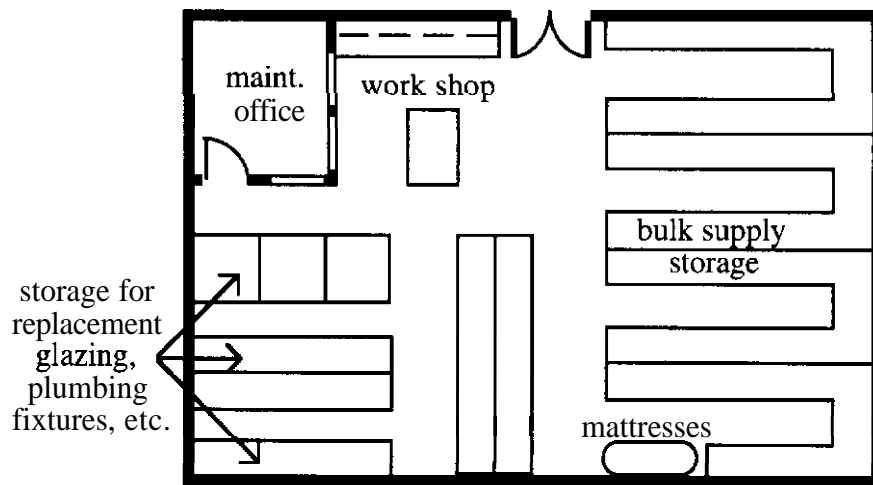 maint.
office
work shop
bulk supply
storage
storage for
replacement
glazing,
plumbing
fixtures, etc.
mattresses